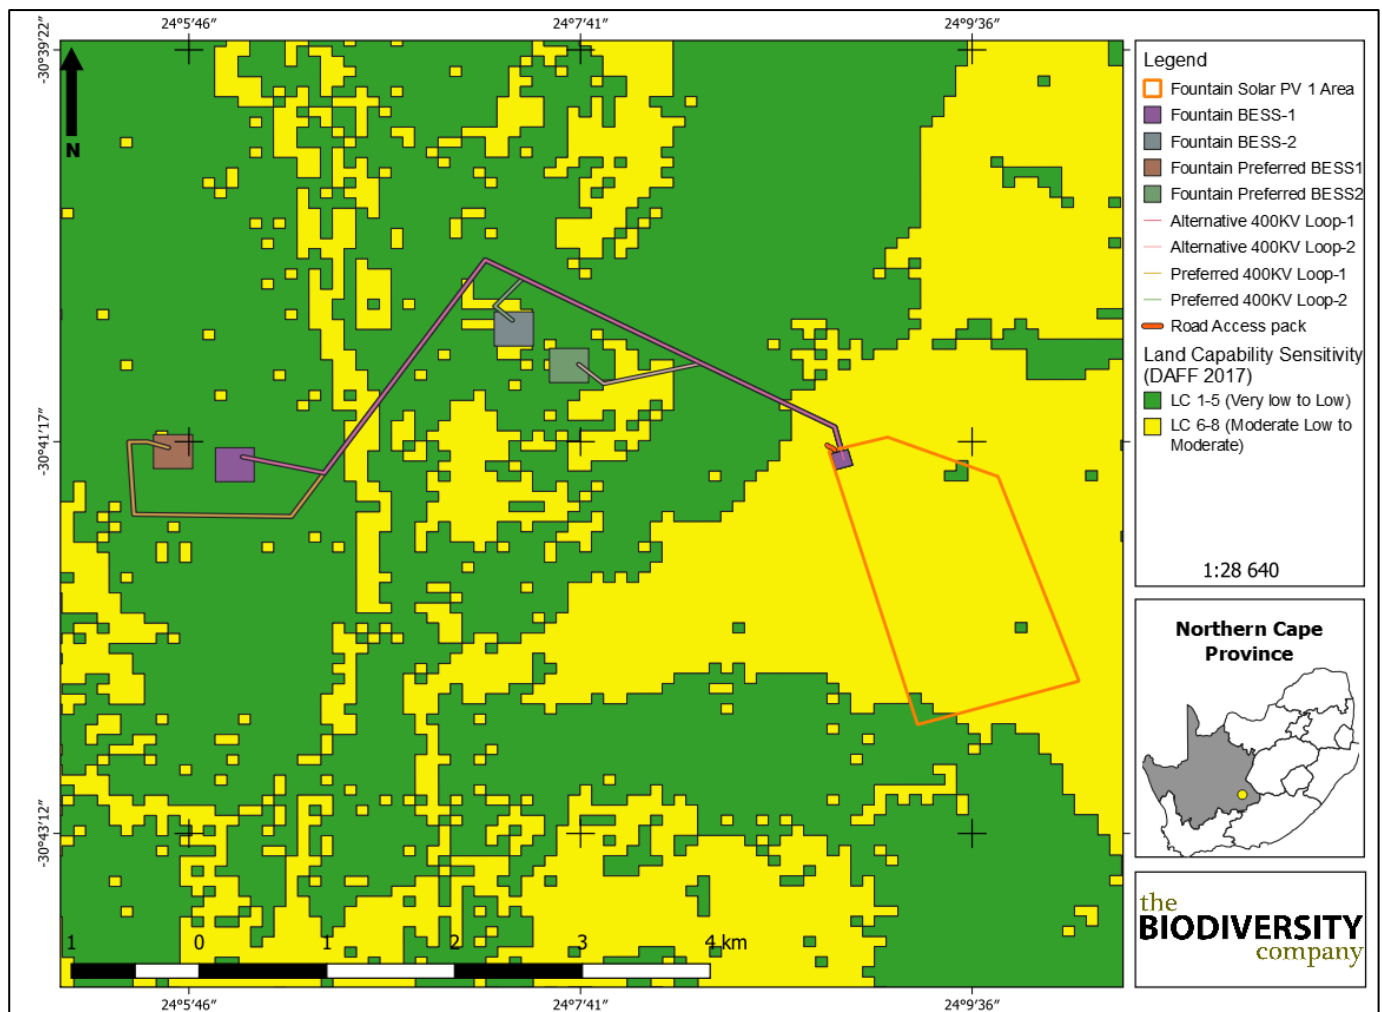 24°5'46″ 24°7'41″ 24°9'36″
-30°39'22″
-30°41'17″
-30°43'12″
N
1 0 1 2 3 4 km
24°5'46″ 24°7'41″ 24°9'36″
Legend
Fountain Solar PV 1 Area
Fountain BESS-1
Fountain BESS-2
Fountain Preferred BESS1
Fountain Preferred BESS2
Alternative 400KV Loop-1
Alternative 400KV Loop-2
Preferred 400KV Loop-1
Preferred 400KV Loop-2
Road Access pack
Land Capability Sensitivity
(DAFF 2017)
LC 1-5 (Very low to Low)
LC 6-8 (Moderate Low to
Moderate)
1:28 640
Northern Cape
Province
the
BIODIVERSITY
company